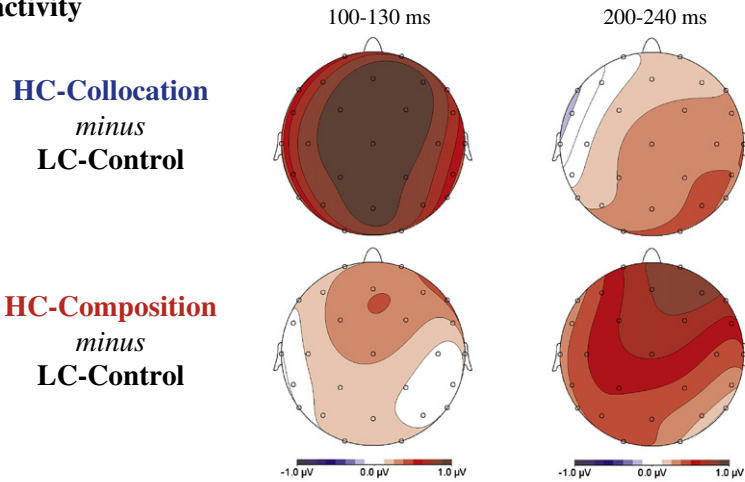 activity
100-130 ms
200-240 ms
HC-Collocation
minus
LC-Control
HC-Composition
minus
LC-Control
-1.0 µV 0.0 µV 1.0 µV
-1.0 µV 0.0 µV 1.0 µV